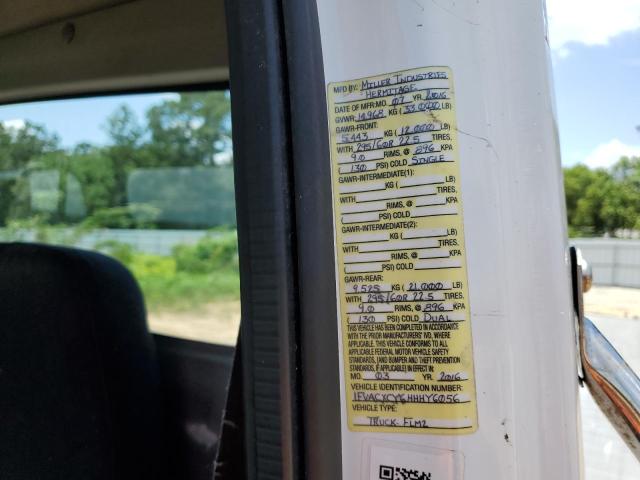 MFD BY: MILLER INDUSTRIES
HERMITAGE
DATE OF MFR: MO. 07 YR. 2016
GVWR: 14968 KG (33000 LB)
GAWR-FRONT:
5443 KG (12000 LB)
WITH 295/60R 22.5 TIRES,
9.0 RIMS, @ 896 KPA
(130 PSI) COLD SINGLE
GAWR-INTERMEDIATE(1):
KG ( LB)
WITH TIRES,
RIMS, @ KPA
( PSI) COLD
GAWR-INTERMEDIATE(2):
KG ( LB)
WITH TIRES,
RIMS, @ KPA
( PSI) COLD
GAWR-REAR:
9525 KG (21000 LB)
WITH 295/60R 22.5 TIRES,
9.0 RIMS, @ 896 KPA
(130 PSI) COLD DUAL
THIS VEHICLE HAS BEEN COMPLETED IN ACCORDANCE
WITH THE PRIOR MANUFACTURERS' IVD, WHERE
APPLICABLE. THIS VEHICLE CONFORMS TO ALL
APPLICABLE FEDERAL MOTOR VEHICLE SAFETY
STANDARDS, (AND BUMPER AND THEFT PREVENTION
STANDARDS, IF APPLICABLE) IN EFFECT IN:
MO. 03 YR. 2016
VEHICLE IDENTIFICATION NUMBER:
1FVACXCY6HHHY6056
VEHICLE TYPE:
TRUCK- FLM2